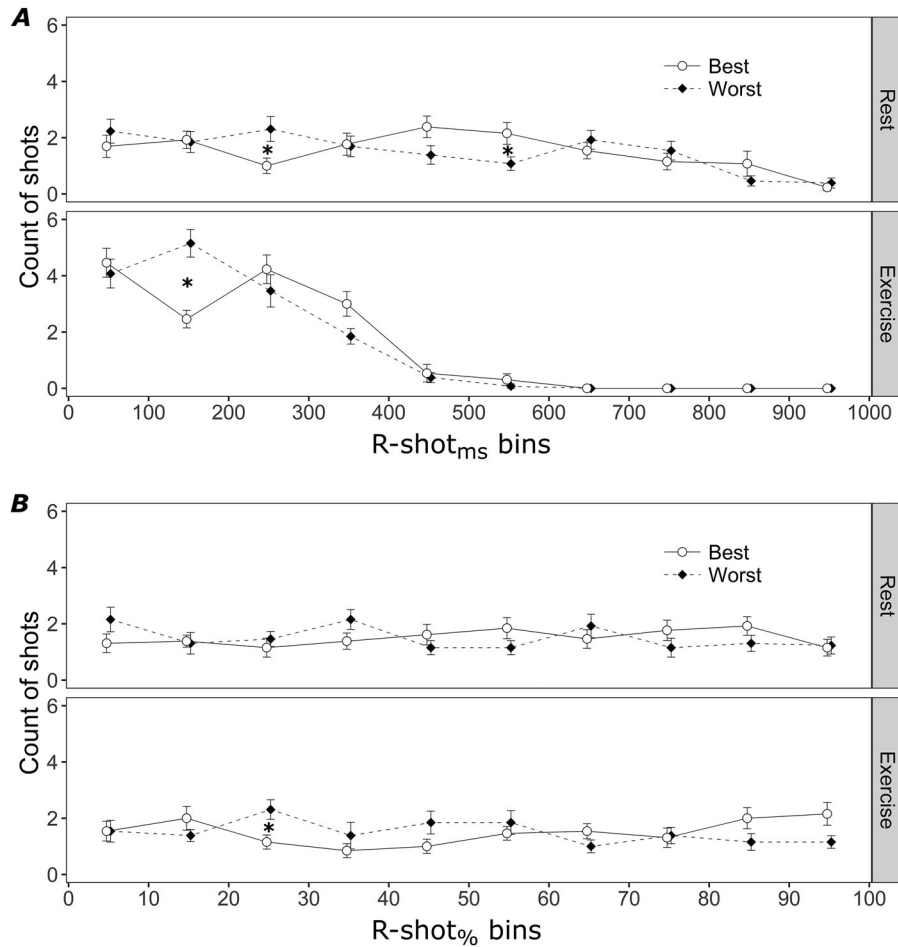 A
6
4
2
0
Best
Worst
Rest
*
*
6
4
2
0
*
Exercise
Count of shots
0 100 200 300 400 500 600 700 800 900 1000
R-shotms bins
B
6
4
2
0
Best
Worst
Rest
6
4
2
0
*
Exercise
Count of shots
0 10 20 30 40 50 60 70 80 90 100
R-shot% bins